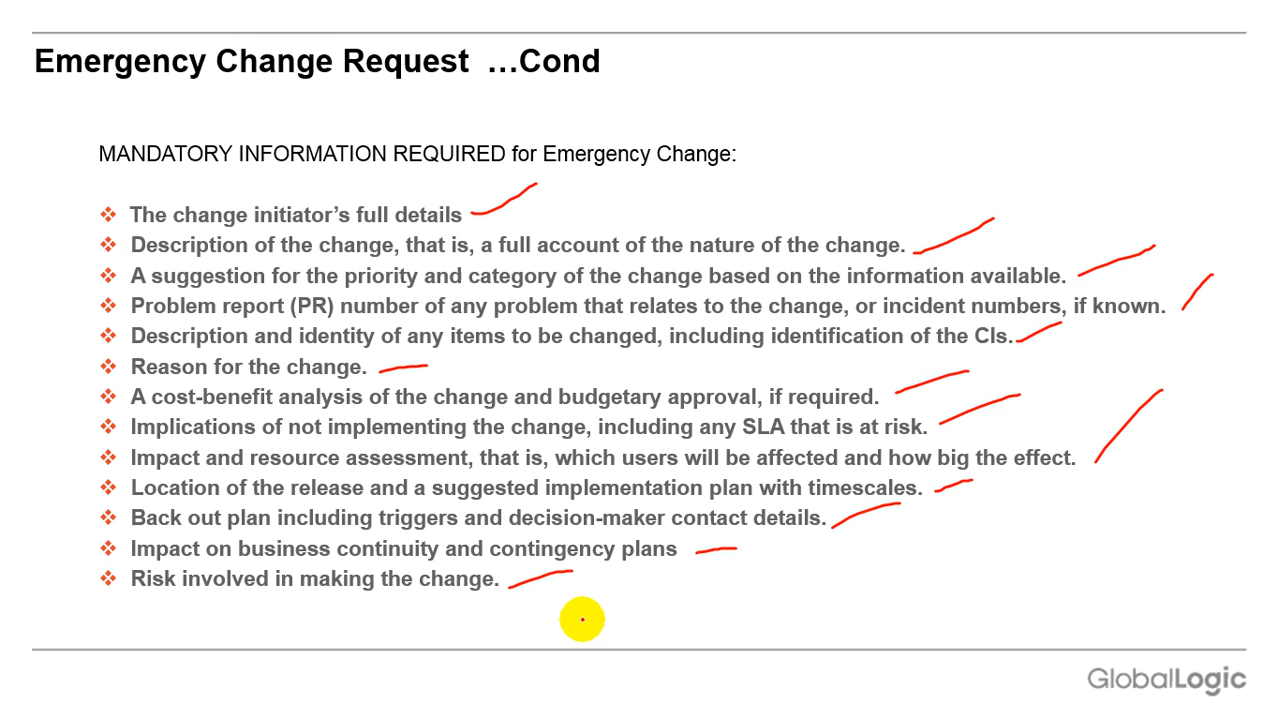 Emergency Change Request ...Cond
MANDATORY INFORMATION REQUIRED for Emergency Change:
The change initiator’s full details
Description of the change, that is, a full account of the nature of the change.
A suggestion for the priority and category of the change based on the information available.
Problem report (PR) number of any problem that relates to the change, or incident numbers, if known.
Description and identity of any items to be changed, including identification of the CIs.
Reason for the change.
A cost-benefit analysis of the change and budgetary approval, if required.
Implications of not implementing the change, including any SLA that is at risk.
Impact and resource assessment, that is, which users will be affected and how big the effect.
Location of the release and a suggested implementation plan with timescales.
Back out plan including triggers and decision-maker contact details.
Impact on business continuity and contingency plans
Risk involved in making the change.
GlobalLogic